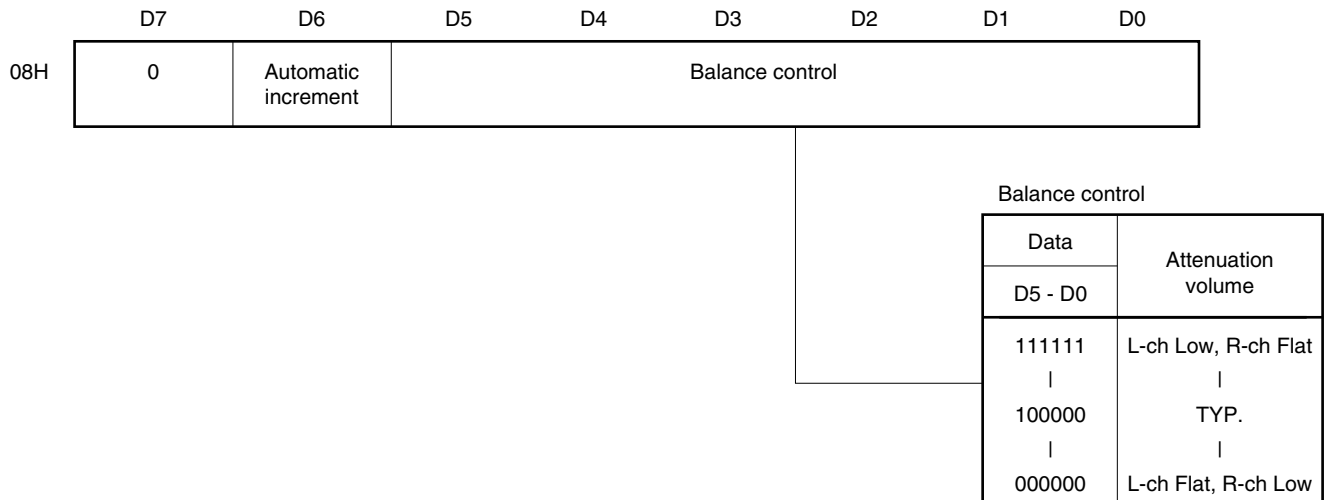 D7 D6 D5 D4 D3 D2 D1 D0
08H 0 Automatic increment Balance control
Balance control
Data Attenuation volume
D5 - D0
111111 L-ch Low, R-ch Flat
| |
100000 TYP.
| |
000000 L-ch Flat, R-ch Low